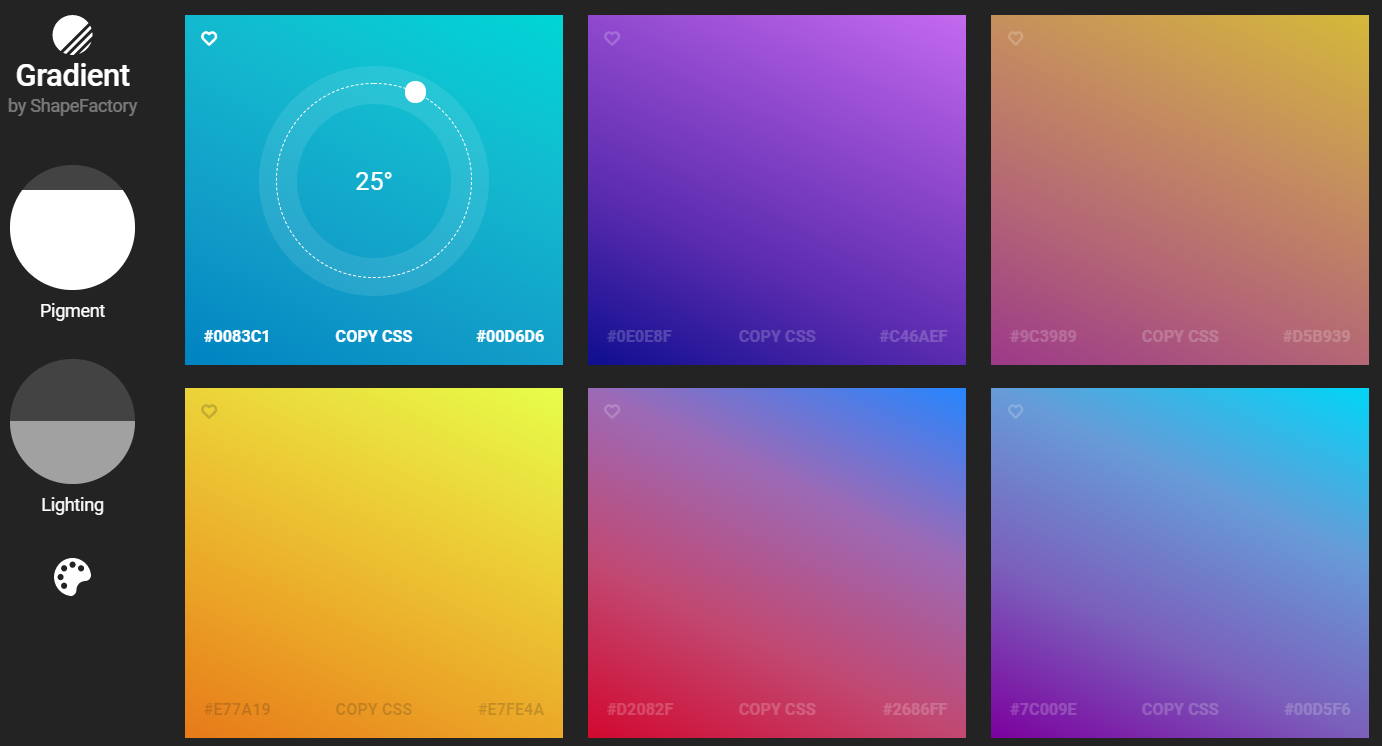 Gradient
by ShapeFactory
Pigment
Lighting
25°
#0083C1 COPY CSS #00D6D6
#0E0E8F COPY CSS #C46AEF
#9C3989 COPY CSS #D5B939
#E77A19 COPY CSS #E7FE4A
#D2082F COPY CSS #2686FF
#7C009E COPY CSS #00D5F6